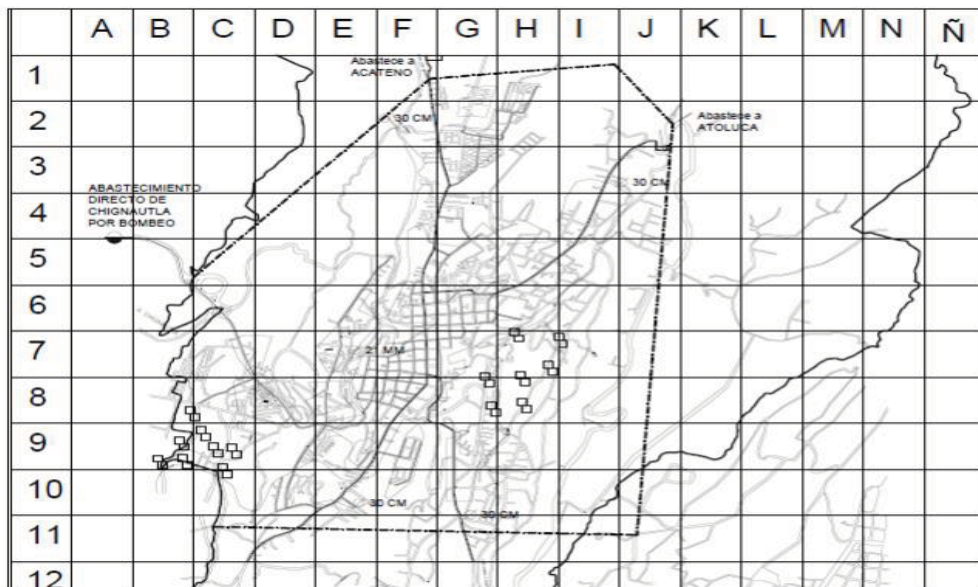 A B C D E F G H I J K L M N Ñ
1
Abastece a
ACATENO
2
30 CM
Abastece a
ATOLUCA
3
30 CM
4
ABASTECIMIENTO
DIRECTO DE
CHIGNAUTLA
POR BOMBEO
5
6
7
2" MM
8
9
10
30 CM
30 CM
11
12